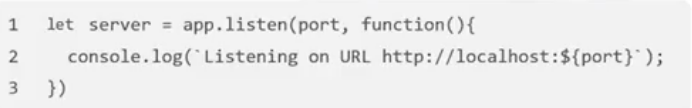 1 let server = app.listen(port, function(){
2 console.log(`Listening on URL http://localhost:${port}`);
3 })